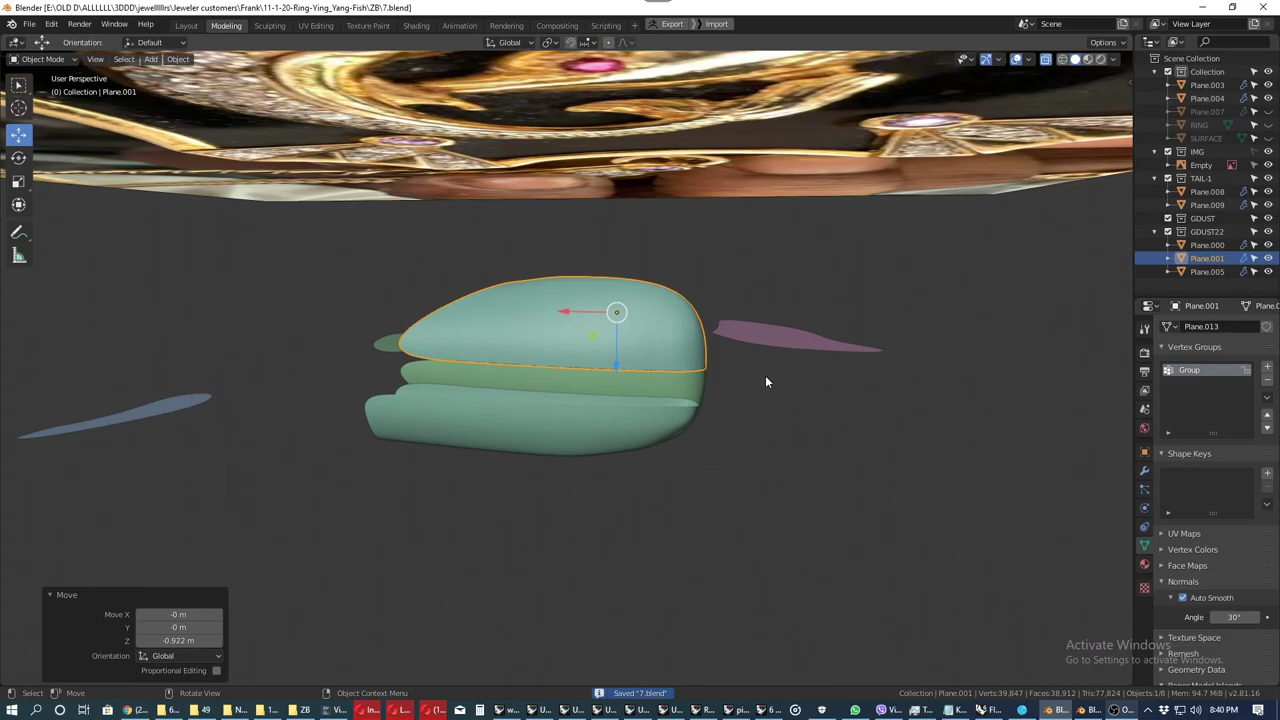 Blender [E:\OLD D\ALLLLLL\3DDD\jewelllllrs\Jeweler customers\Frank\11-1-20-Ring-Ying_Yang-Fish\ZB\7.blend]
File Edit Render Window Help Layout Modeling Sculpting UV Editing Texture Paint Shading Animation Rendering Compositing Scripting Export Import Scene View Layer
Orientation: Default Global Options
Object Mode View Select Add Object
User Perspective
(0) Collection | Plane.001
Scene Collection
Collection
Plane.003
Plane.004
Plane.007
RING
SURFACE
IMG
Empty
TAIL-1
Plane.008
Plane.009
GDUST
GDUST22
Plane.000
Plane.001
Plane.005
Plane.001
Plane.013
Vertex Groups
Group
Shape Keys
UV Maps
Vertex Colors
Face Maps
Normals
Auto Smooth
Angle 30°
Texture Space
Remesh
Geometry Data
Move
Move X -0 m
Y -0 m
Z -0.922 m
Orientation Global
Proportional Editing
Activate Windows
Go to Settings to activate Windows.
Select Move Rotate View Object Context Menu Saved "7.blend" Collection | Plane.001 | Verts:39,847 | Faces:38,912 | Tris:77,824 | Objects:1/8 | Mem: 94.7 MiB | v2.81.16
8:40 PM